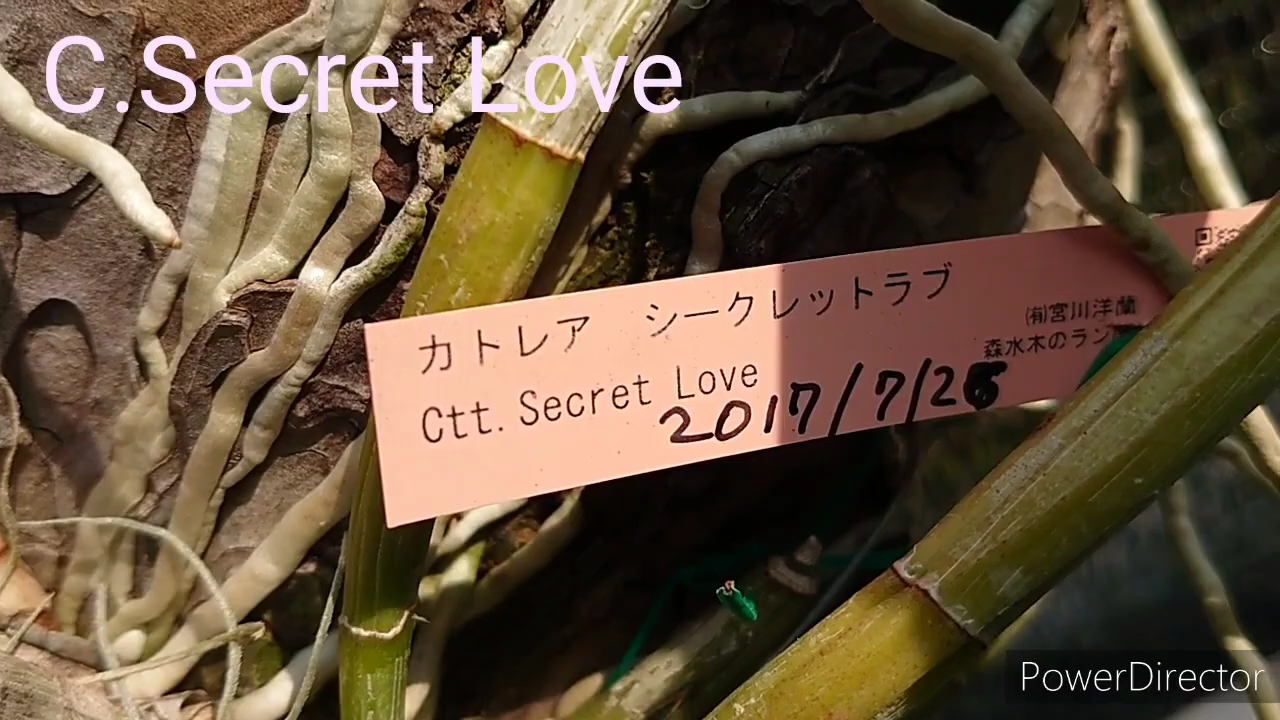 C.Secret Love
カトレア シークレットラブ
Ctt. Secret Love
2017/7/26
㈲宮川洋蘭
森水木のラン
PowerDirector